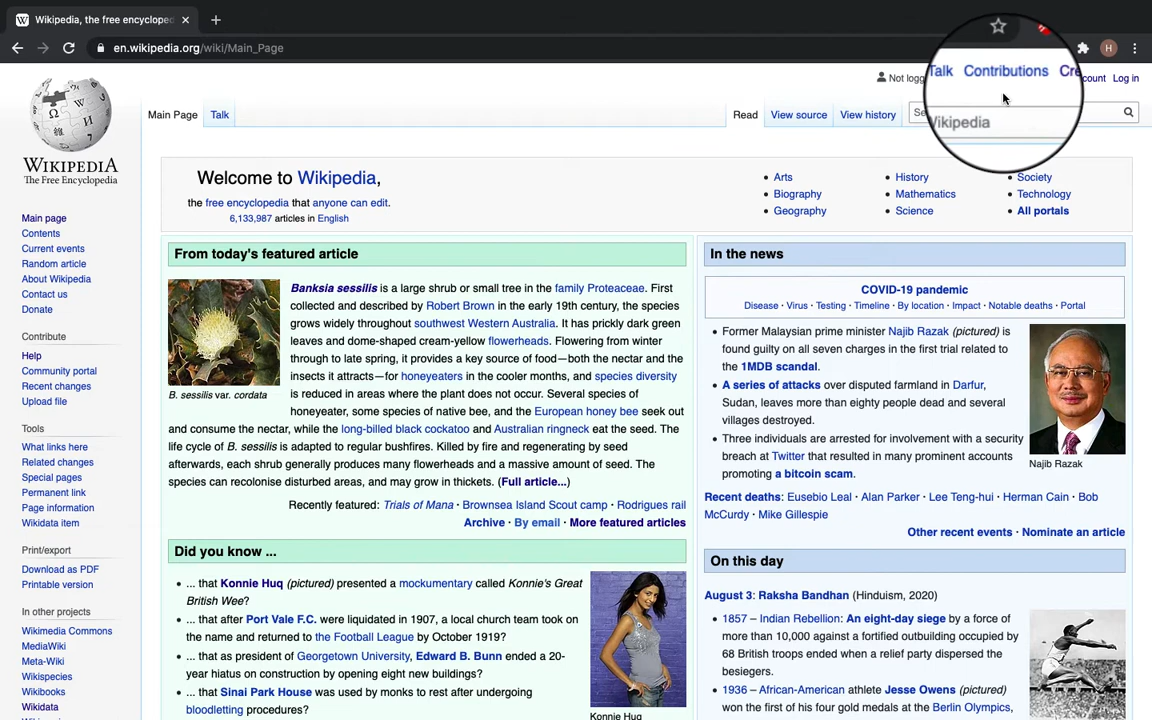 Wikipedia, the free encycloped
en.wikipedia.org/wiki/Main_Page
H
Not logg
Talk Contributions Cre
count Log in
WIKIPEDIA
The Free Encyclopedia
Main Page Talk
Read View source View history
Se
Wikipedia
Main page
Contents
Current events
Random article
About Wikipedia
Contact us
Donate
Contribute
Help
Community portal
Recent changes
Upload file
Tools
What links here
Related changes
Special pages
Permanent link
Page information
Wikidata item
Print/export
Download as PDF
Printable version
In other projects
Wikimedia Commons
MediaWiki
Meta-Wiki
Wikispecies
Wikibooks
Wikidata
Welcome to Wikipedia,
the free encyclopedia that anyone can edit.
6,133,987 articles in English
Arts
Biography
Geography
History
Mathematics
Science
Society
Technology
All portals
From today's featured article
Banksia sessilis is a large shrub or small tree in the family Proteaceae. First
collected and described by Robert Brown in the early 19th century, the species
grows widely throughout southwest Western Australia. It has prickly dark green
leaves and dome-shaped cream-yellow flowerheads. Flowering from winter
through to late spring, it provides a key source of food—both the nectar and the
insects it attracts—for honeyeaters in the cooler months, and species diversity
is reduced in areas where the plant does not occur. Several species of
honeyeater, some species of native bee, and the European honey bee seek out
and consume the nectar, while the long-billed black cockatoo and Australian ringneck eat the seed. The
life cycle of B. sessilis is adapted to regular bushfires. Killed by fire and regenerating by seed
afterwards, each shrub generally produces many flowerheads and a massive amount of seed. The
species can recolonise disturbed areas, and may grow in thickets. (Full article...)
B. sessilis var. cordata
Recently featured: Trials of Mana · Brownsea Island Scout camp · Rodrigues rail
Archive · By email · More featured articles
Did you know ...
... that Konnie Huq (pictured) presented a mockumentary called Konnie's Great
British Wee?
... that after Port Vale F.C. were liquidated in 1907, a local church team took on
the name and returned to the Football League by October 1919?
... that as president of Georgetown University, Edward B. Bunn ended a 20-
year hiatus on construction by opening eight new buildings?
... that Sinai Park House was used by monks to rest after undergoing
bloodletting procedures?
Konnie Huq
In the news
COVID-19 pandemic
Disease · Virus · Testing · Timeline · By location · Impact · Notable deaths · Portal
Former Malaysian prime minister Najib Razak (pictured) is
found guilty on all seven charges in the first trial related to
the 1MDB scandal.
A series of attacks over disputed farmland in Darfur,
Sudan, leaves more than eighty people dead and several
villages destroyed.
Three individuals are arrested for involvement with a security
breach at Twitter that resulted in many prominent accounts
promoting a bitcoin scam.
Najib Razak
Recent deaths: Eusebio Leal · Alan Parker · Lee Teng-hui · Herman Cain · Bob
McCurdy · Mike Gillespie
Other recent events · Nominate an article
On this day
August 3: Raksha Bandhan (Hinduism, 2020)
1857 – Indian Rebellion: An eight-day siege by a force of
more than 10,000 against a fortified outbuilding occupied by
68 British troops ended when a relief party dispersed the
besiegers.
1936 – African-American athlete Jesse Owens (pictured)
won the first of his four gold medals at the Berlin Olympics,